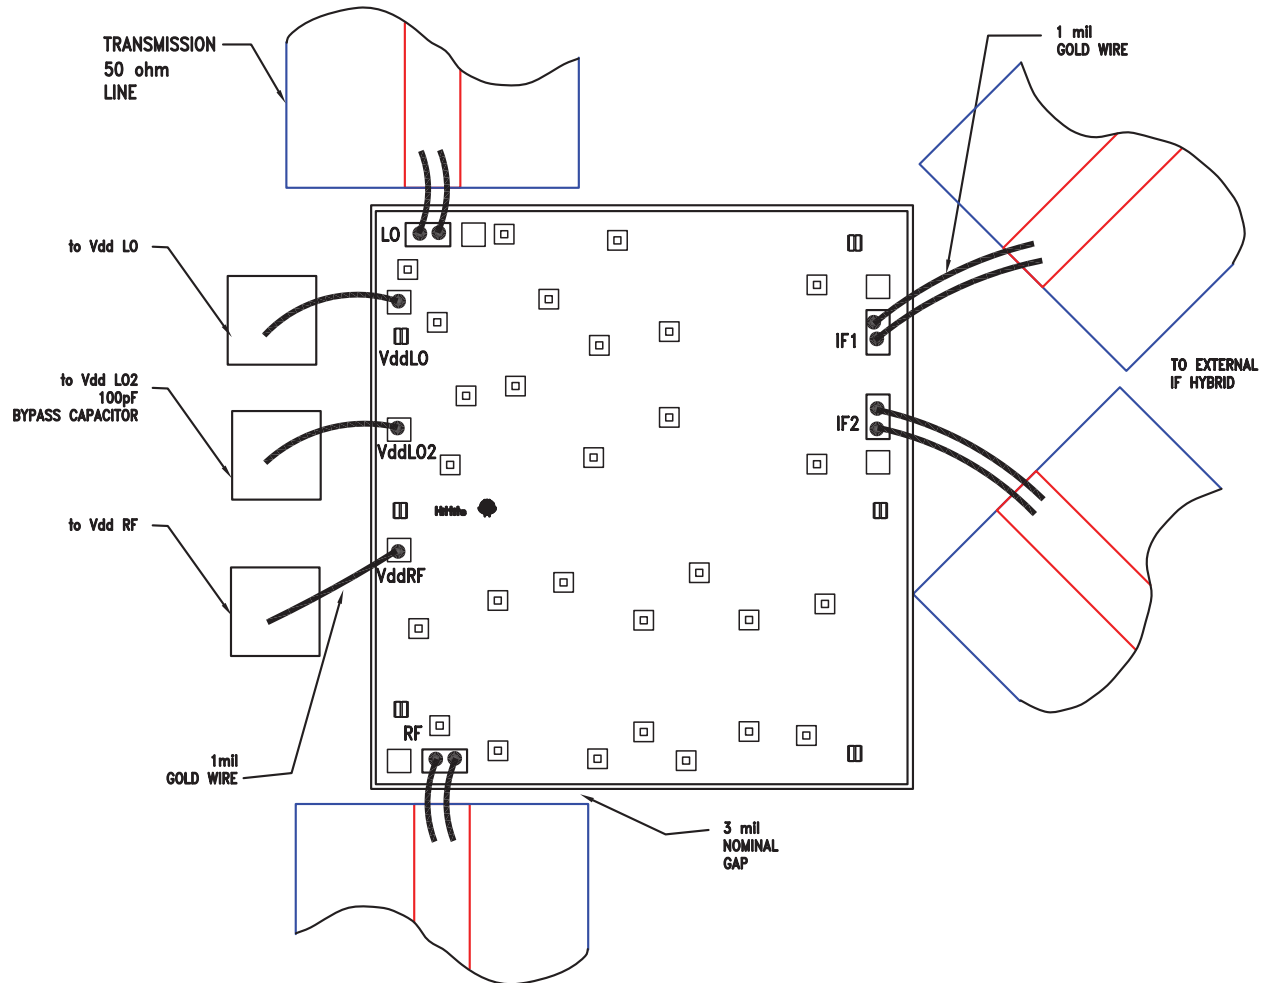 TRANSMISSION
50 ohm
LINE
1 mil
GOLD WIRE
LO
to Vdd LO
VddLO
IF1
TO EXTERNAL
IF HYBRID
to Vdd LO2
100pF
BYPASS CAPACITOR
IF2
VddLO2
Hittite
to Vdd RF
VddRF
RF
1mil
GOLD WIRE
3 mil
NOMINAL
GAP